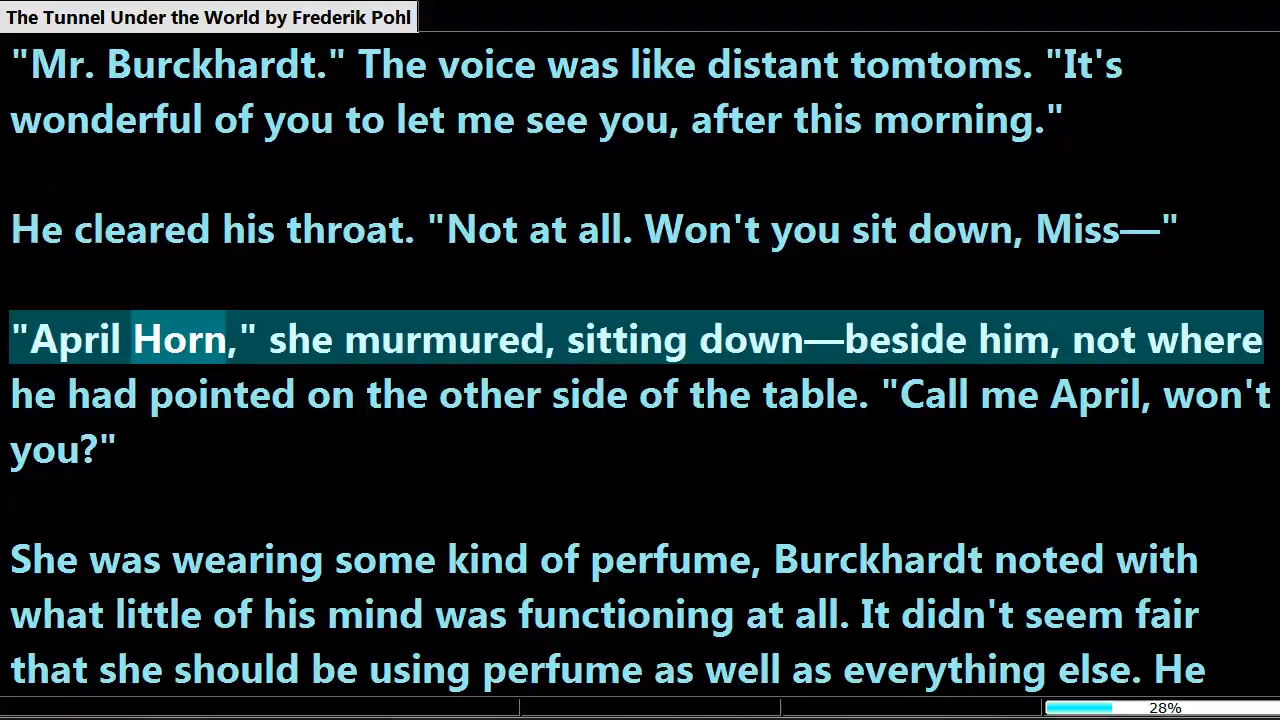 The Tunnel Under the World by Frederik Pohl
"Mr. Burckhardt." The voice was like distant tomtoms. "It's
wonderful of you to let me see you, after this morning."
He cleared his throat. "Not at all. Won't you sit down, Miss—"
"April Horn," she murmured, sitting down—beside him, not where
he had pointed on the other side of the table. "Call me April, won't
you?"
She was wearing some kind of perfume, Burckhardt noted with
what little of his mind was functioning at all. It didn't seem fair
that she should be using perfume as well as everything else. He
28%